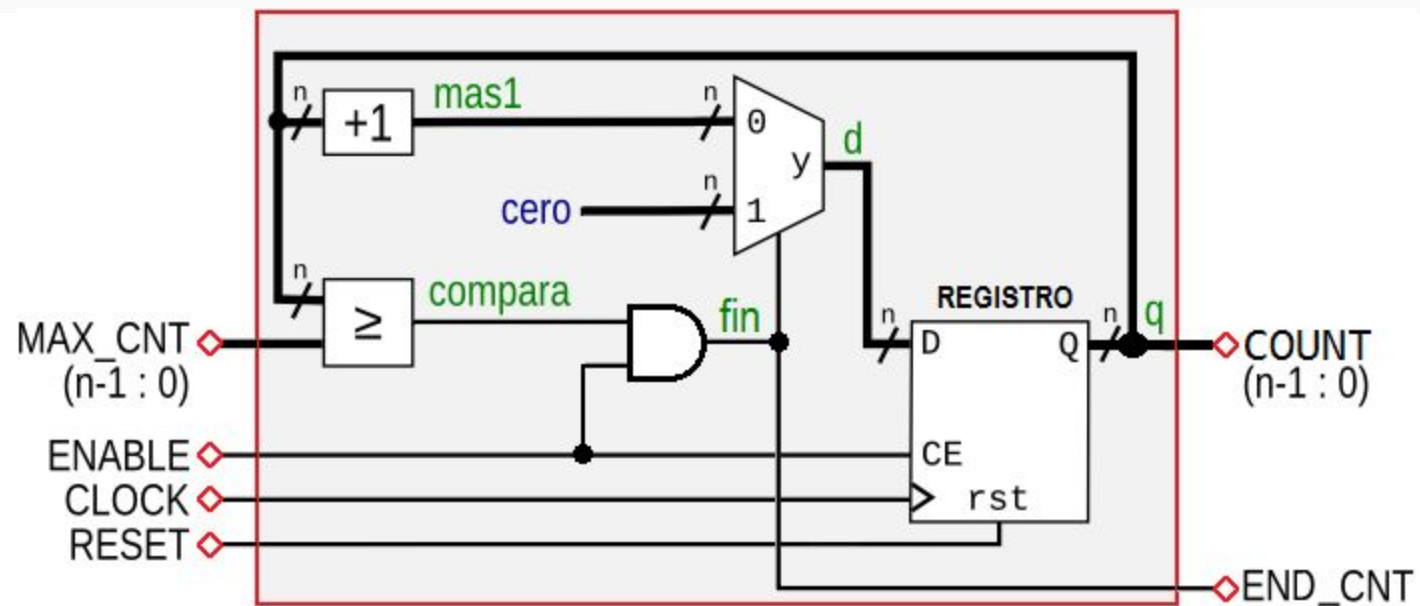 n
+1
mas1
n
0
y
d
cero
n
1
n
≥
compara
fin
REGISTRO
n
D
Q
n
q
MAX_CNT
(n-1 : 0)
COUNT
(n-1 : 0)
ENABLE
CE
CLOCK
rst
RESET
END_CNT